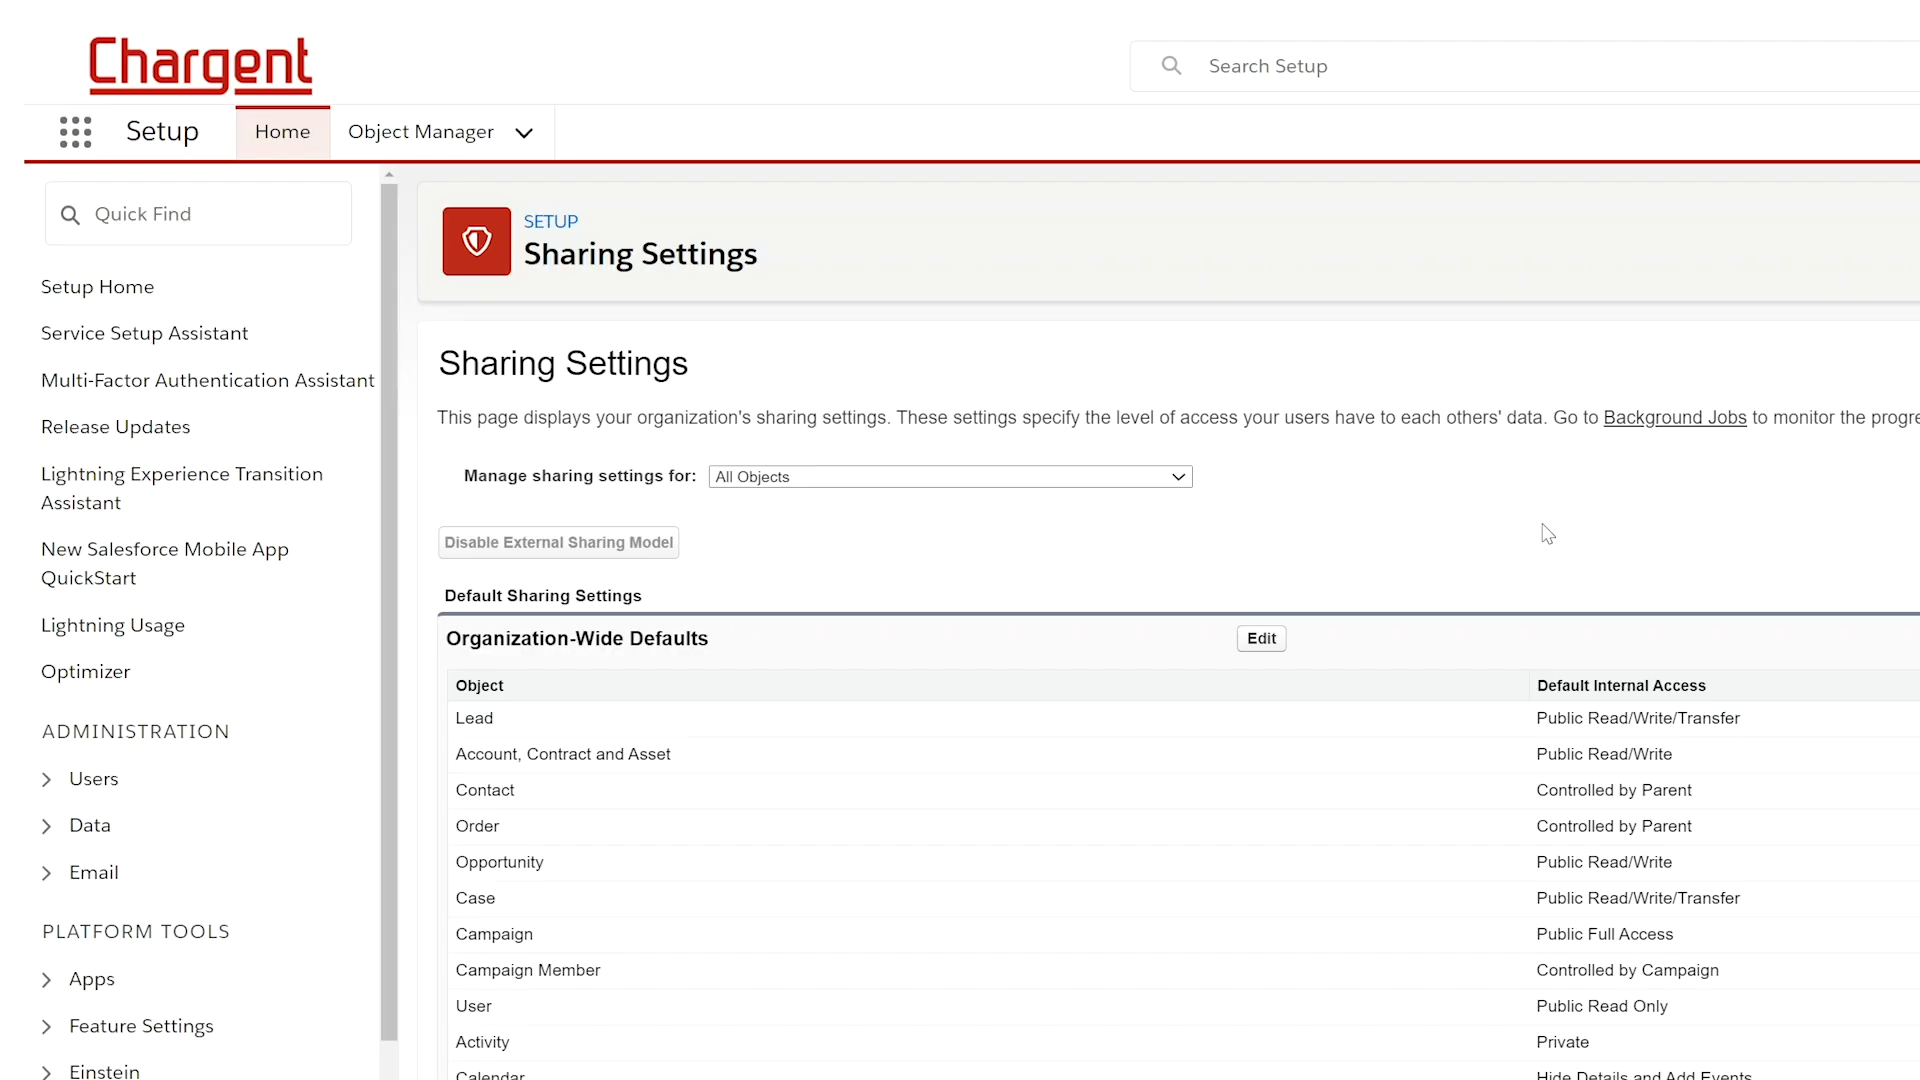 Chargent
Search Setup
Setup
Home
Object Manager
Quick Find
Setup Home
Service Setup Assistant
Multi-Factor Authentication Assistant
Release Updates
Lightning Experience Transition
Assistant
New Salesforce Mobile App
QuickStart
Lightning Usage
Optimizer
ADMINISTRATION
Users
Data
Email
PLATFORM TOOLS
Apps
Feature Settings
Einstein
SETUP
Sharing Settings
Sharing Settings
This page displays your organization's sharing settings. These settings specify the level of access your users have to each others' data. Go to Background Jobs to monitor the progre
Manage sharing settings for: All Objects
Disable External Sharing Model
Default Sharing Settings
Organization-Wide Defaults Edit
Object Default Internal Access
Lead Public Read/Write/Transfer
Account, Contract and Asset Public Read/Write
Contact Controlled by Parent
Order Controlled by Parent
Opportunity Public Read/Write
Case Public Read/Write/Transfer
Campaign Public Full Access
Campaign Member Controlled by Campaign
User Public Read Only
Activity Private
Calendar Hide Details and Add Events